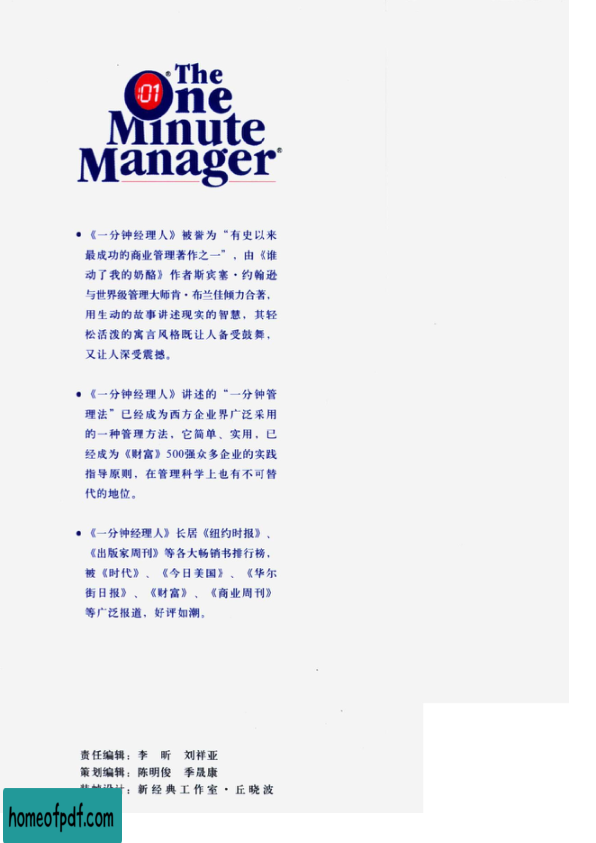 The
:01
One
Minute
Manager®
• 《一分钟经理人》被誉为“有史以来
最成功的商业管理著作之一”，由《谁
动了我的奶酪》作者斯宾塞·约翰逊
与世界级管理大师肯·布兰佳倾力合著，
用生动的故事讲述现实的智慧，其轻
松活泼的寓言风格既让人备受鼓舞，
又让人深受震撼。
• 《一分钟经理人》讲述的“一分钟管
理法”已经成为西方企业界广泛采用
的一种管理方法，它简单、实用，已
经成为《财富》500强众多企业的实践
指导原则，在管理科学上也有不可替
代的地位。
• 《一分钟经理人》长居《纽约时报》、
《出版家周刊》等各大畅销书排行榜，
被《时代》、《今日美国》、《华尔
街日报》、《财富》、《商业周刊》
等广泛报道，好评如潮。
责任编辑：李 昕 刘祥亚
策划编辑：陈明俊 季晟康
装帧设计：新经典工作室·丘晓波
homeofpdf.com